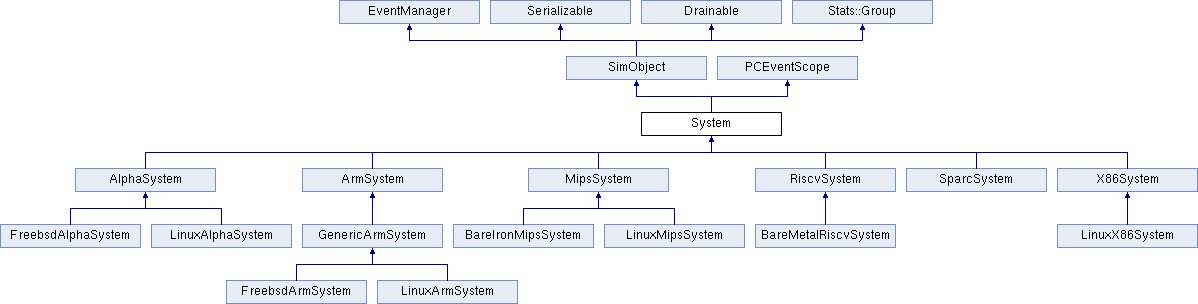 EventManager
Serializable
Drainable
Stats::Group
SimObject
PCEventScope
System
AlphaSystem
ArmSystem
MipsSystem
RiscvSystem
SparcSystem
X86System
FreebsdAlphaSystem
LinuxAlphaSystem
GenericArmSystem
BareIronMipsSystem
LinuxMipsSystem
BareMetalRiscvSystem
LinuxX86System
FreebsdArmSystem
LinuxArmSystem